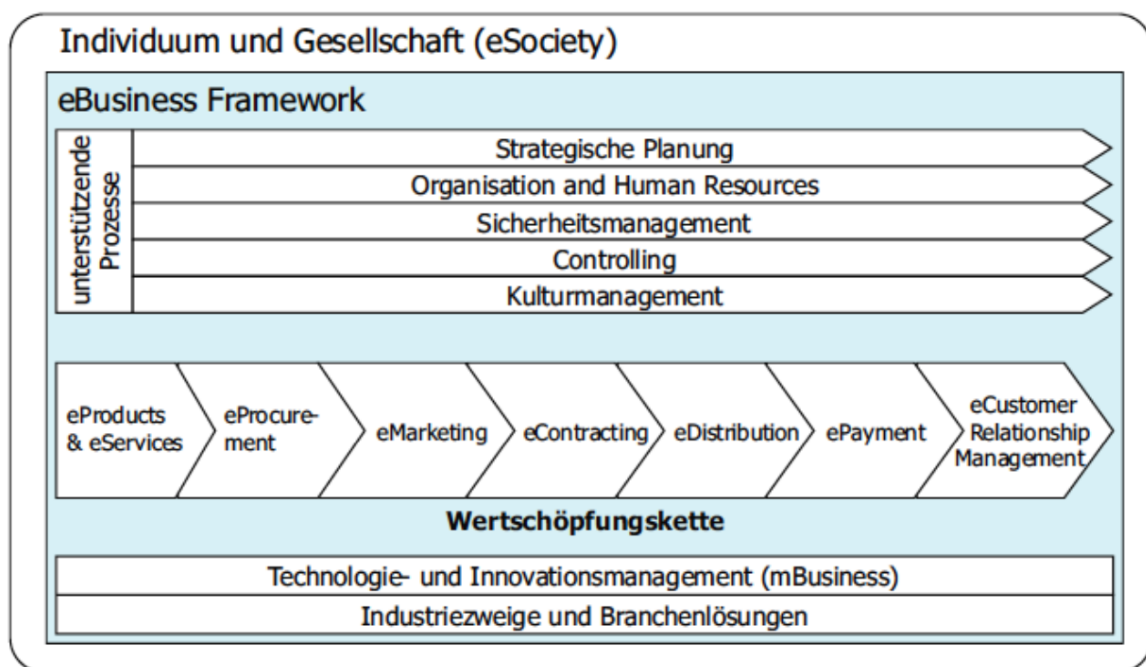 Individuum und Gesellschaft (eSociety)
eBusiness Framework
unterstützende
Prozesse
Strategische Planung
Organisation and Human Resources
Sicherheitsmanagement
Controlling
Kulturmanagement
eProducts
& eServices
eProcure-
ment
eMarketing
eContracting
eDistribution
ePayment
eCustomer
Relationship
Management
Wertschöpfungskette
Technologie- und Innovationsmanagement (mBusiness)
Industriezweige und Branchenlösungen